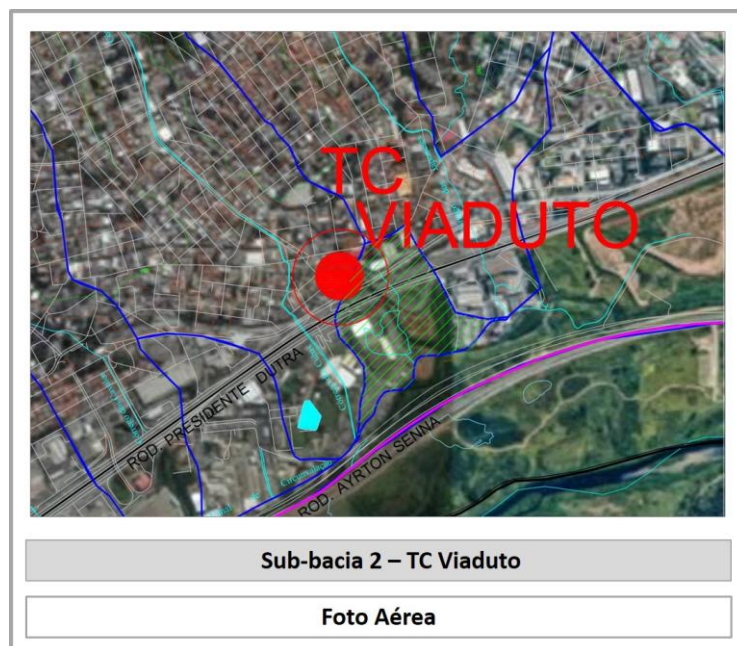 TC
VIADUTO
ROD. PRESIDENTE DUTRA
ROD. AYRTON SENNA
Sub-bacia 2 – TC Viaduto
Foto Aérea